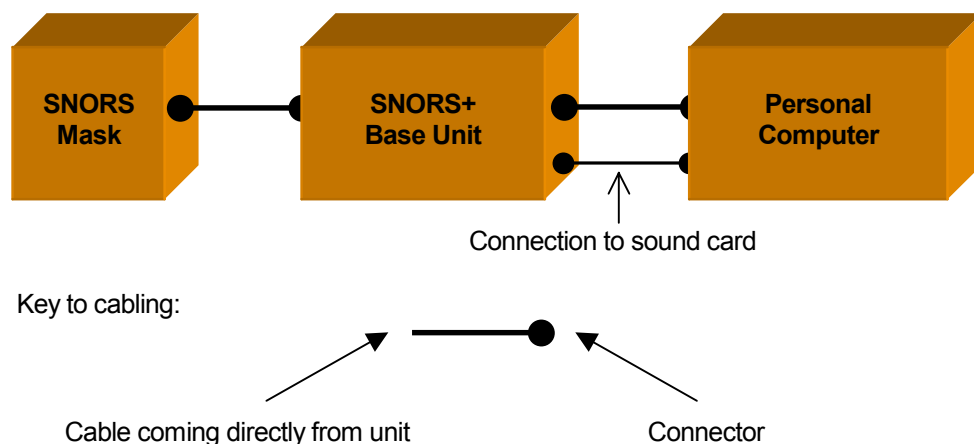 SNORS
Mask
SNORS+
Base Unit
Personal
Computer
Connection to sound card
Key to cabling:
Cable coming directly from unit
Connector